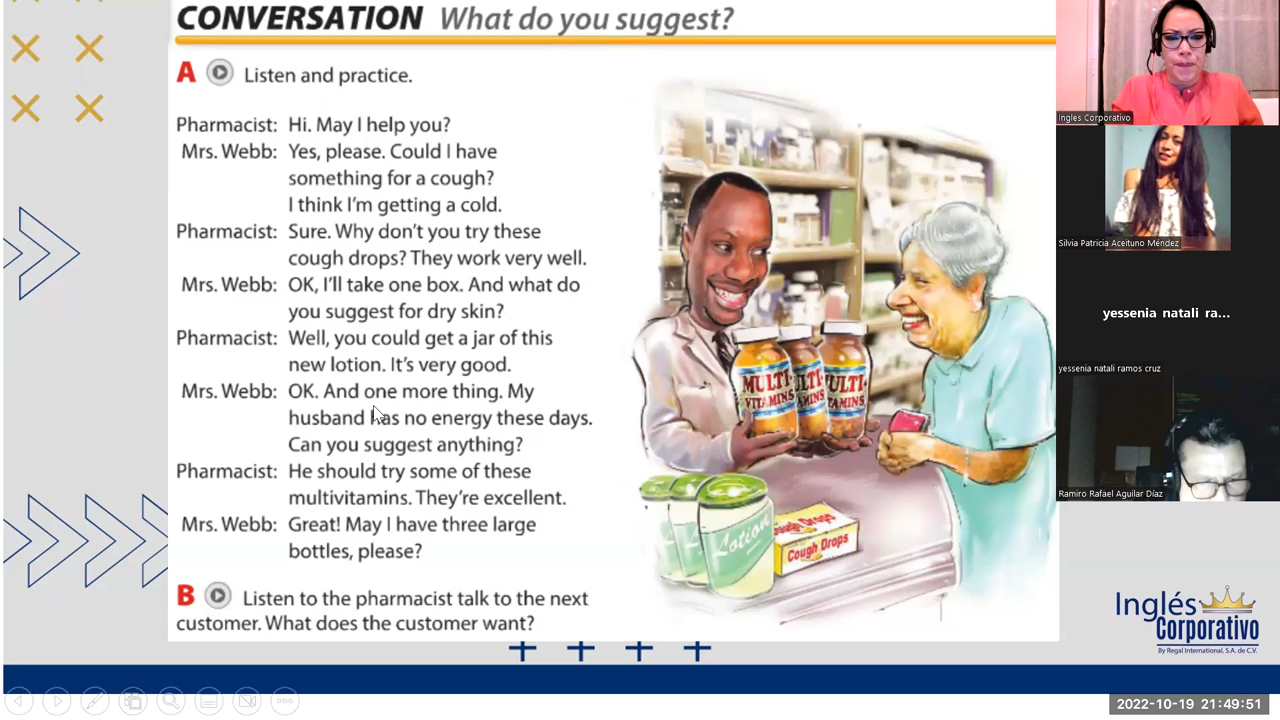 CONVERSATION What do you suggest?
A Listen and practice.
Pharmacist: Hi. May I help you?
Mrs. Webb: Yes, please. Could I have
something for a cough?
I think I'm getting a cold.
Pharmacist: Sure. Why don't you try these
cough drops? They work very well.
Mrs. Webb: OK, I'll take one box. And what do
you suggest for dry skin?
Pharmacist: Well, you could get a jar of this
new lotion. It's very good.
Mrs. Webb: OK. And one more thing. My
husband has no energy these days.
Can you suggest anything?
Pharmacist: He should try some of these
multivitamins. They're excellent.
Mrs. Webb: Great! May I have three large
bottles, please?
B Listen to the pharmacist talk to the next
customer. What does the customer want?
MULTI-
VITAMINS
ULTI-
AMINS
Lotion
Cough Drops
Cough Drops
Ingles Corporativo
Silvia Patricia Aceituno Méndez
yessenia natali ra...
yessenia natali ramos cruz
Ramiro Rafael Aguilar Díaz
Inglés
Corporativo
By Regal International, S.A. de C.V.
2022-10-19 21:49:51